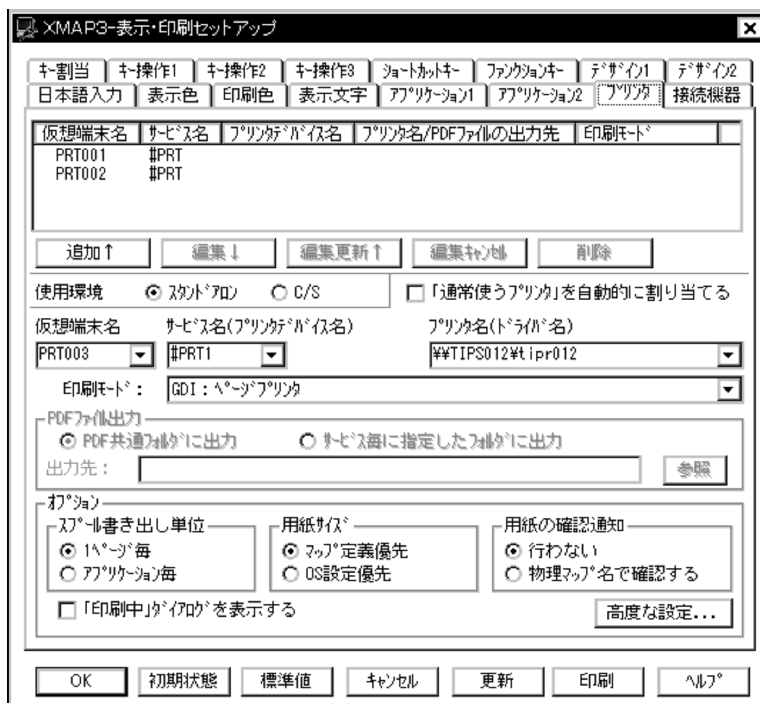 XMAP3-表示･印刷セットアップ
ｷｰ割当 ｷｰ操作1 ｷｰ操作2 ｷｰ操作3 ｼｮｰﾄｶｯﾄｷｰ ﾌｧﾝｸｼｮﾝｷｰ ﾃﾞｻﾞｲﾝ1 ﾃﾞｻﾞｲﾝ2
日本語入力 表示色 印刷色 表示文字 ｱﾌﾟﾘｹｰｼｮﾝ1 ｱﾌﾟﾘｹｰｼｮﾝ2 ﾌﾟﾘﾝﾀ 接続機器
仮想端末名 ｻｰﾋﾞｽ名 ﾌﾟﾘﾝﾀﾃﾞﾊﾞｲｽ名 ﾌﾟﾘﾝﾀ名/PDFﾌｧｲﾙの出力先 印刷ﾓｰﾄﾞ
PRT001 #PRT
PRT002 #PRT
追加↑ 編集↓ 編集更新↑ 編集ｷｬﾝｾﾙ 削除
使用環境 ｽﾀﾝﾄﾞｱﾛﾝ C/S 「通常使うﾌﾟﾘﾝﾀ」を自動的に割り当てる
仮想端末名 ｻｰﾋﾞｽ名(ﾌﾟﾘﾝﾀﾃﾞﾊﾞｲｽ名) ﾌﾟﾘﾝﾀ名(ﾄﾞﾗｲﾊﾞ名)
PRT003 #PRT1 ¥¥TIPS012¥tipr012
印刷ﾓｰﾄﾞ： GDI：ﾍﾟｰｼﾞﾌﾟﾘﾝﾀ
PDFﾌｧｲﾙ出力
PDF共通ﾌｫﾙﾀﾞに出力 ｻｰﾋﾞｽ毎に指定したﾌｫﾙﾀﾞに出力
出力先： 参照
ｵﾌﾟｼｮﾝ
ｽﾌﾟｰﾙ書き出し単位 用紙ｻｲｽﾞ 用紙の確認通知
1ﾍﾟｰｼﾞ毎 ﾏｯﾌﾟ定義優先 行わない
ｱﾌﾟﾘｹｰｼｮﾝ毎 OS設定優先 物理ﾏｯﾌﾟ名で確認する
「印刷中」ﾀﾞｲｱﾛｸﾞを表示する 高度な設定...
OK 初期状態 標準値 ｷｬﾝｾﾙ 更新 印刷 ﾍﾙﾌﾟ